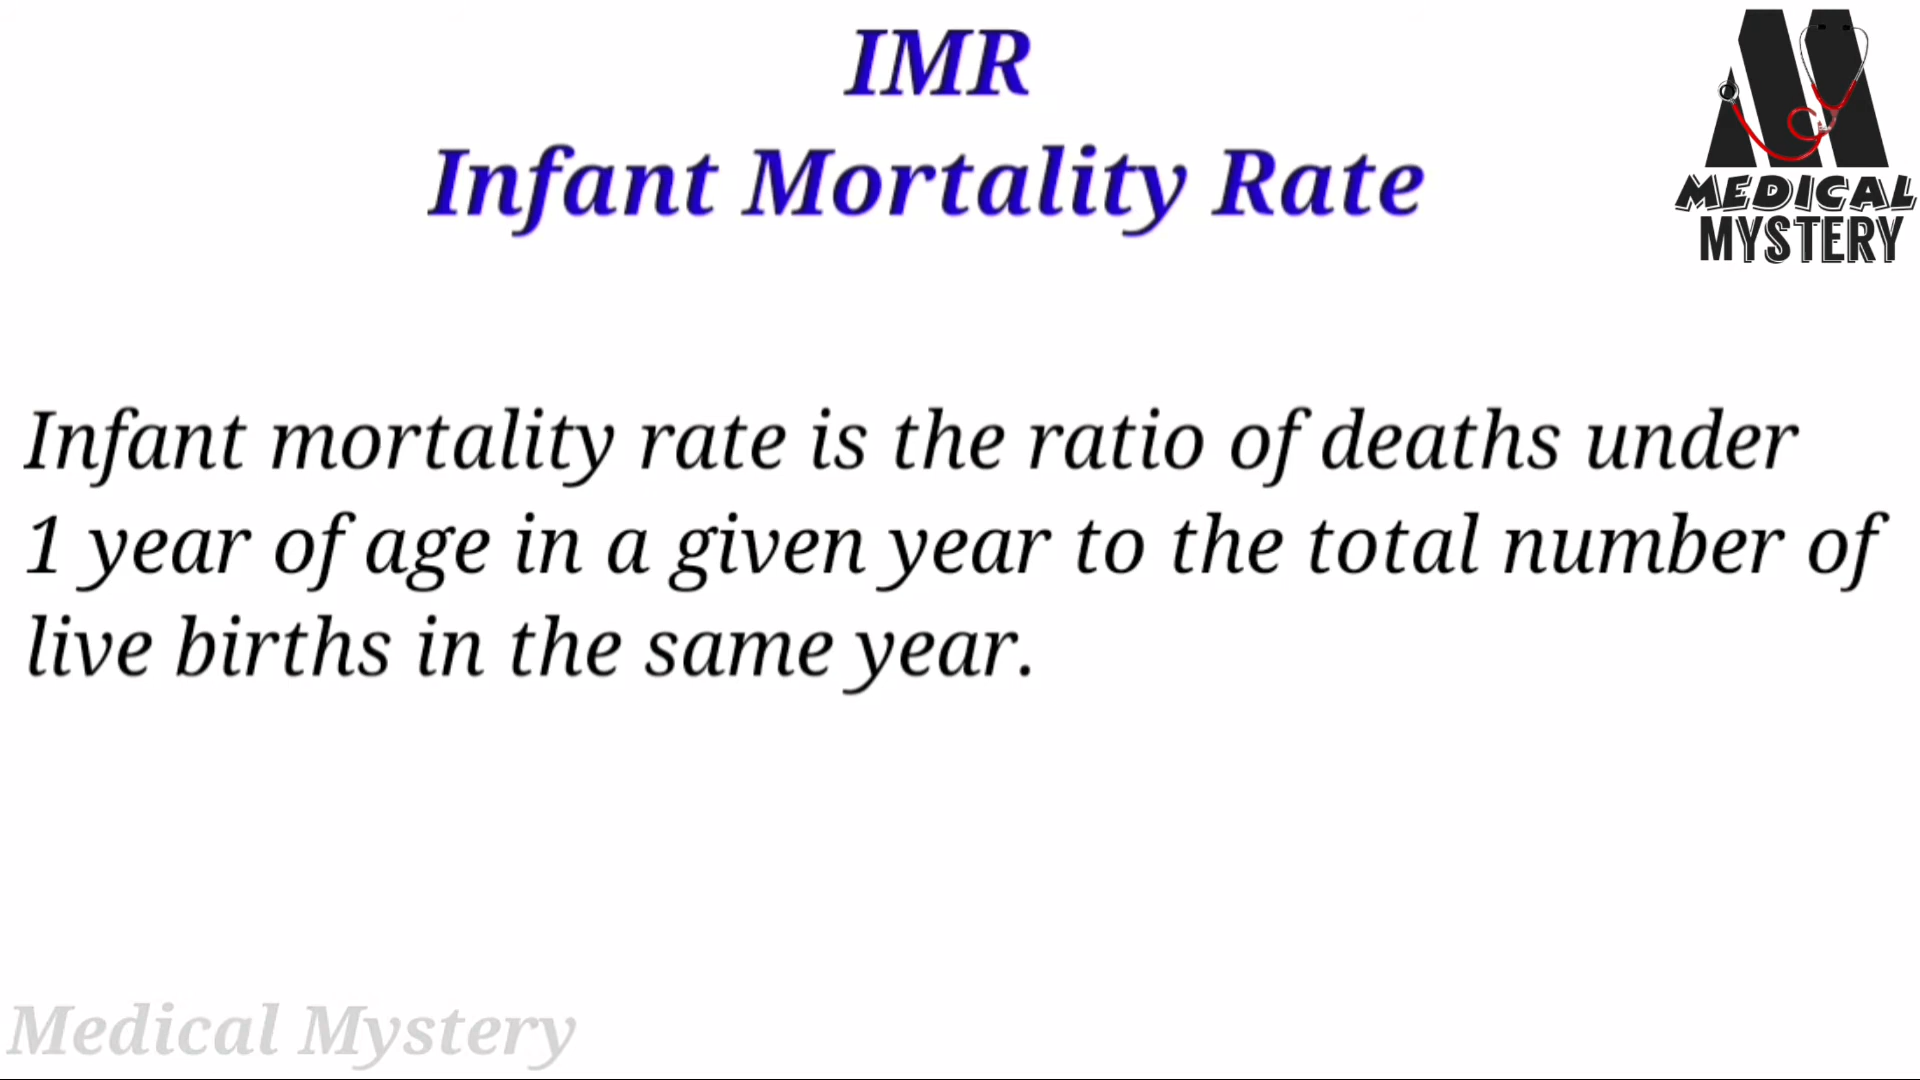 IMR
Infant Mortality Rate
MEDICAL
MYSTERY
Infant mortality rate is the ratio of deaths under
1 year of age in a given year to the total number of
live births in the same year.
Medical Mystery